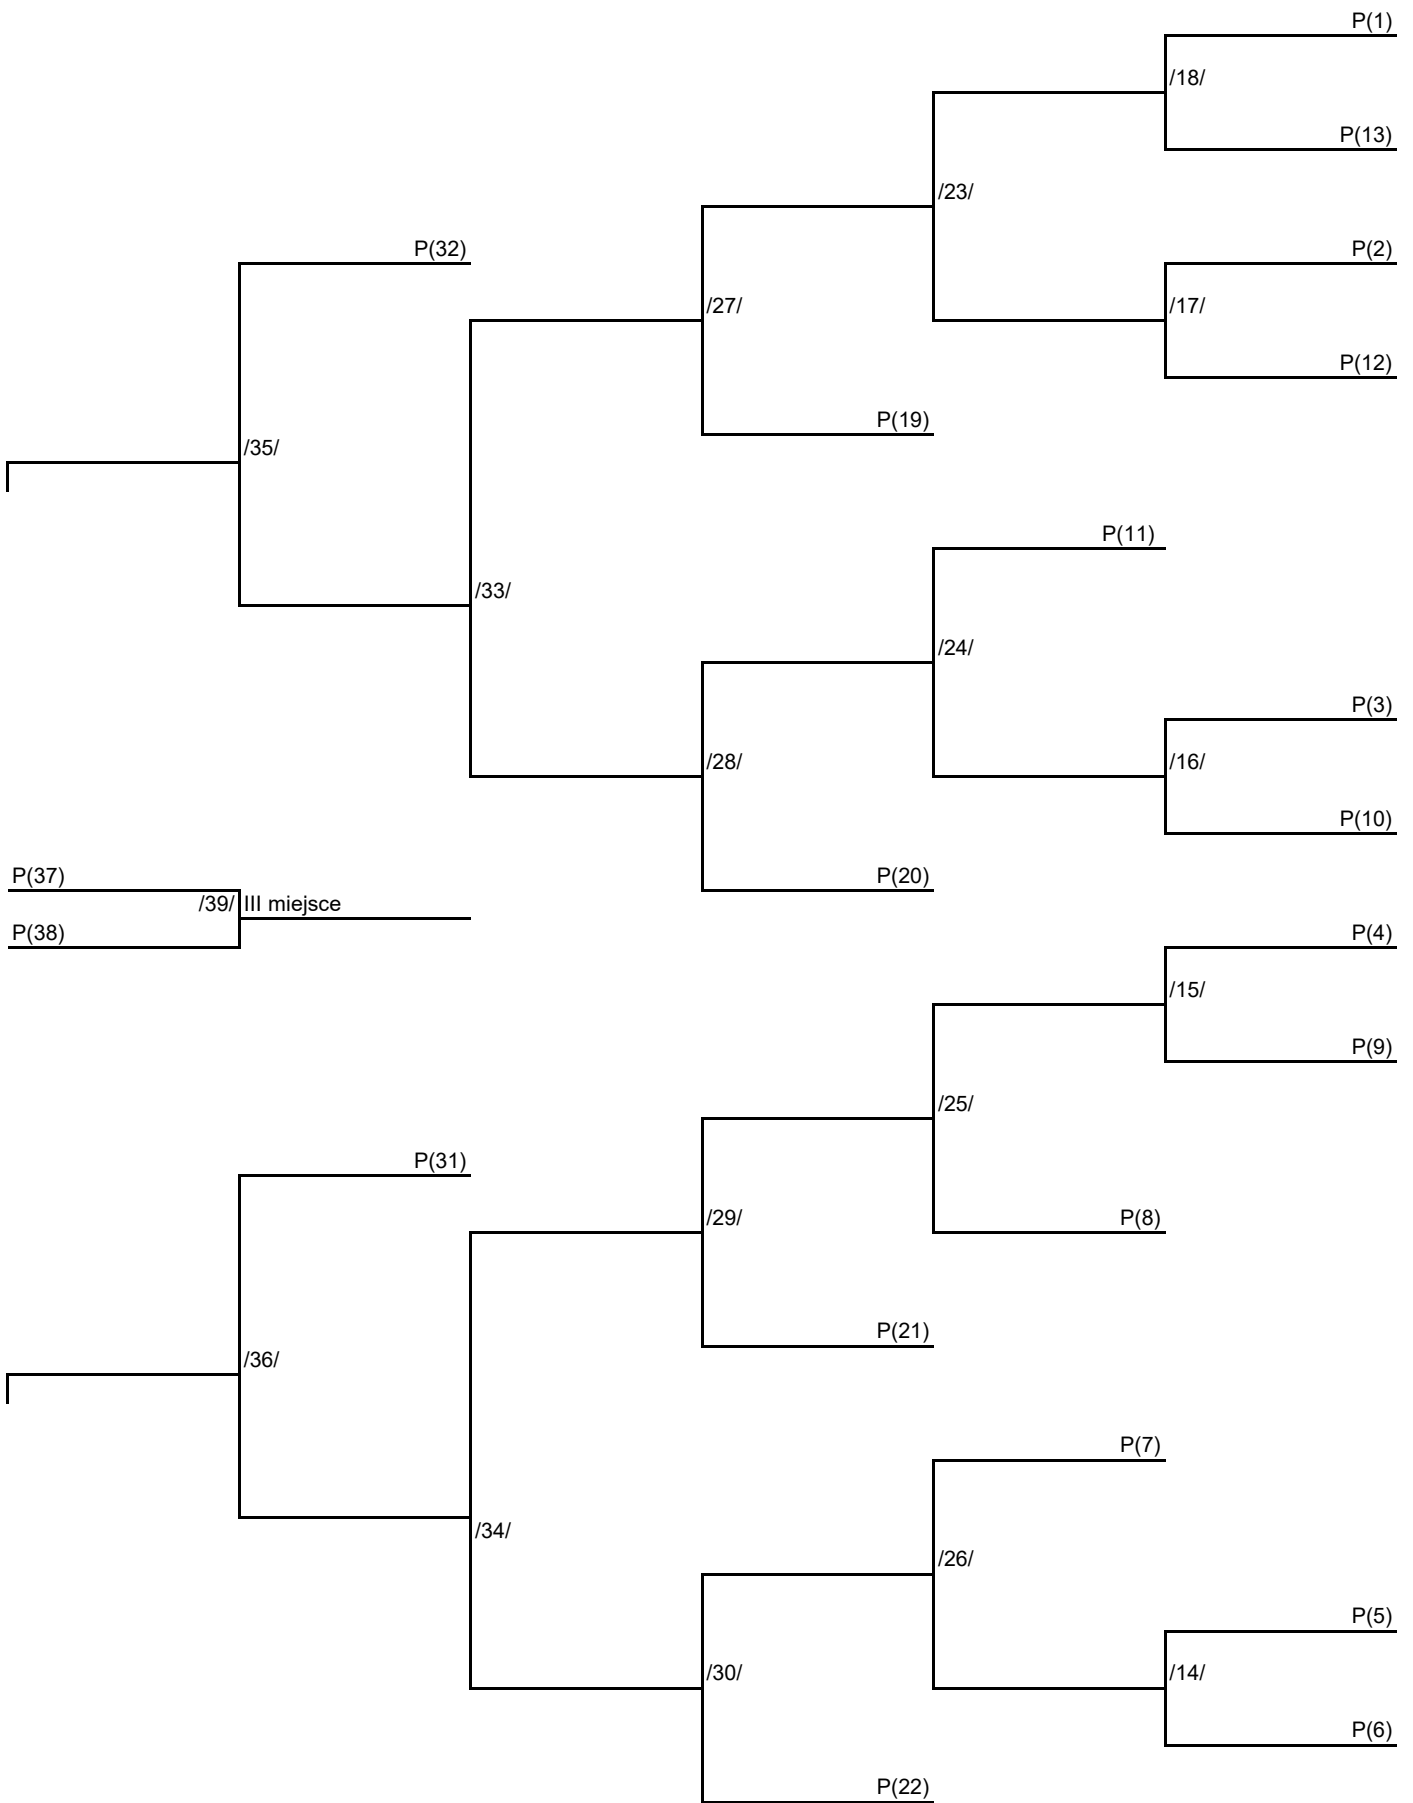 P(1)
/18/
P(13)
/23/
P(32)
P(2)
/27/
/17/
P(12)
P(19)
/35/
P(11)
/33/
/24/
P(3)
/28/
/16/
P(10)
P(37)
P(20)
/39/ III miejsce
P(38)
P(4)
/15/
P(9)
/25/
P(31)
/29/
P(8)
P(21)
/36/
P(7)
/34/
/26/
P(5)
/30/
/14/
P(6)
P(22)